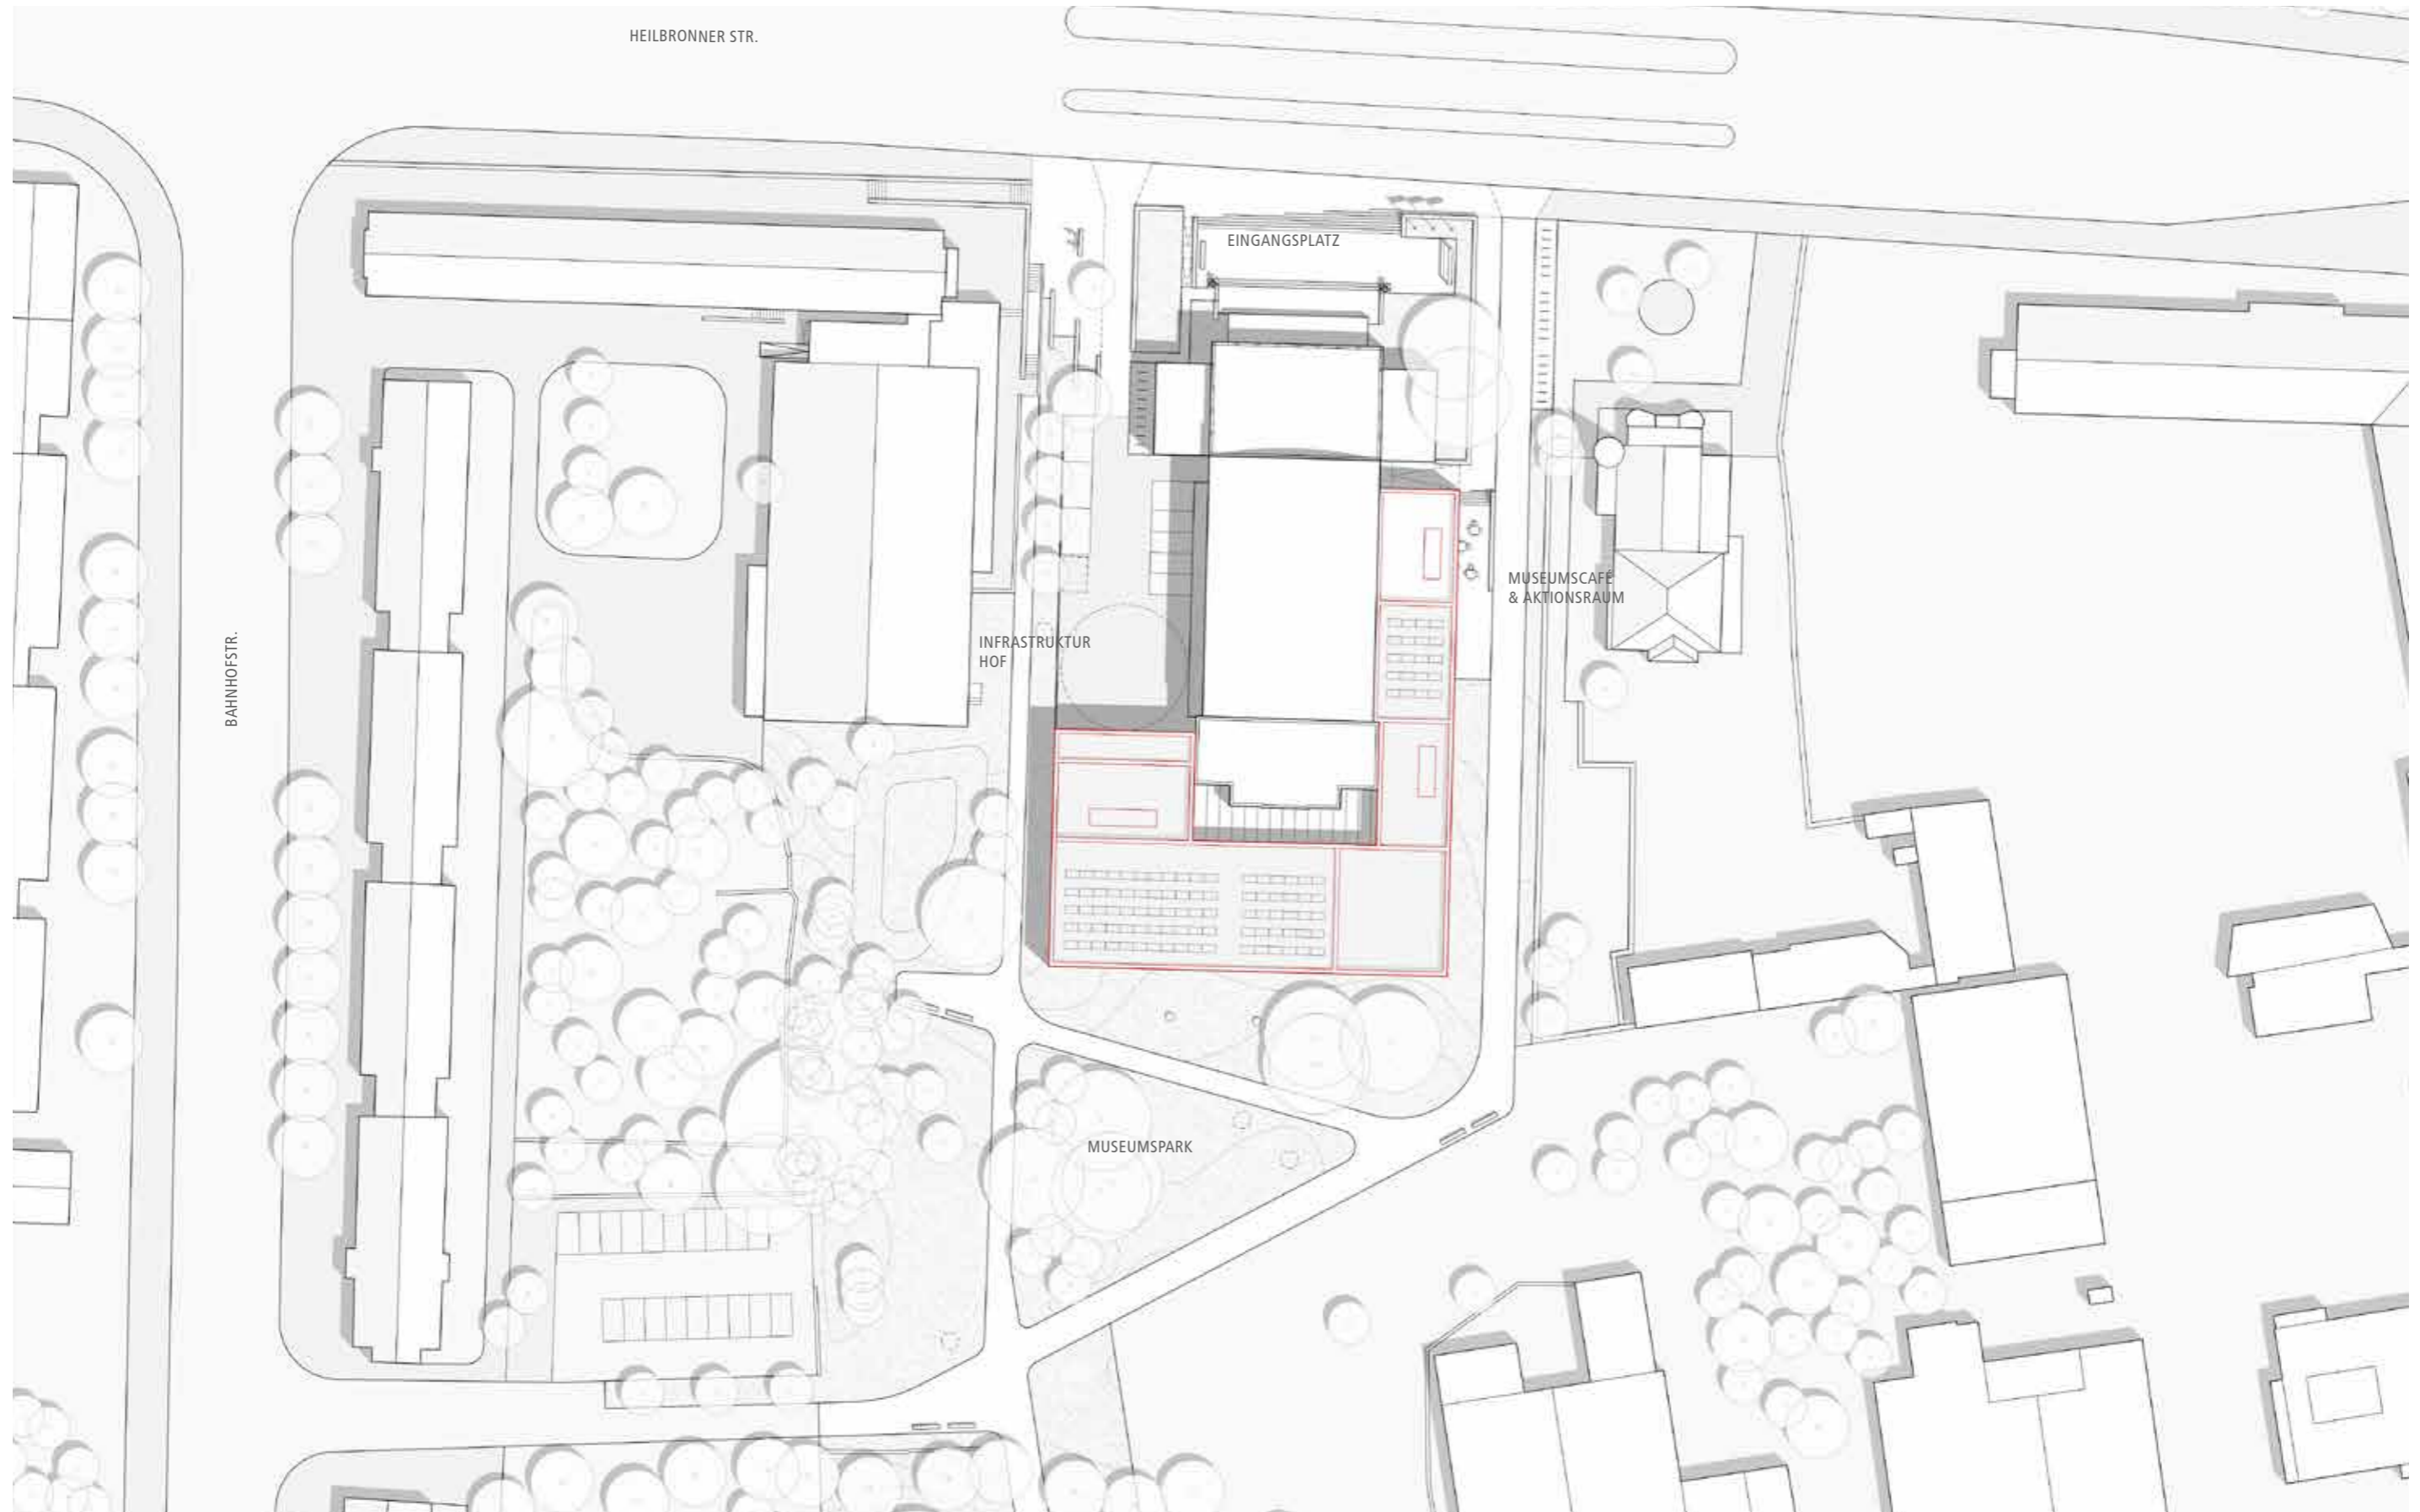 HEILBRONNER STR.
EINGANGSPLATZ
MUSEUMSCAFÉ
& AKTIONSRAUM
INFRASTRUKTUR
HOF
BAHNHOFSTR.
MUSEUMSPARK